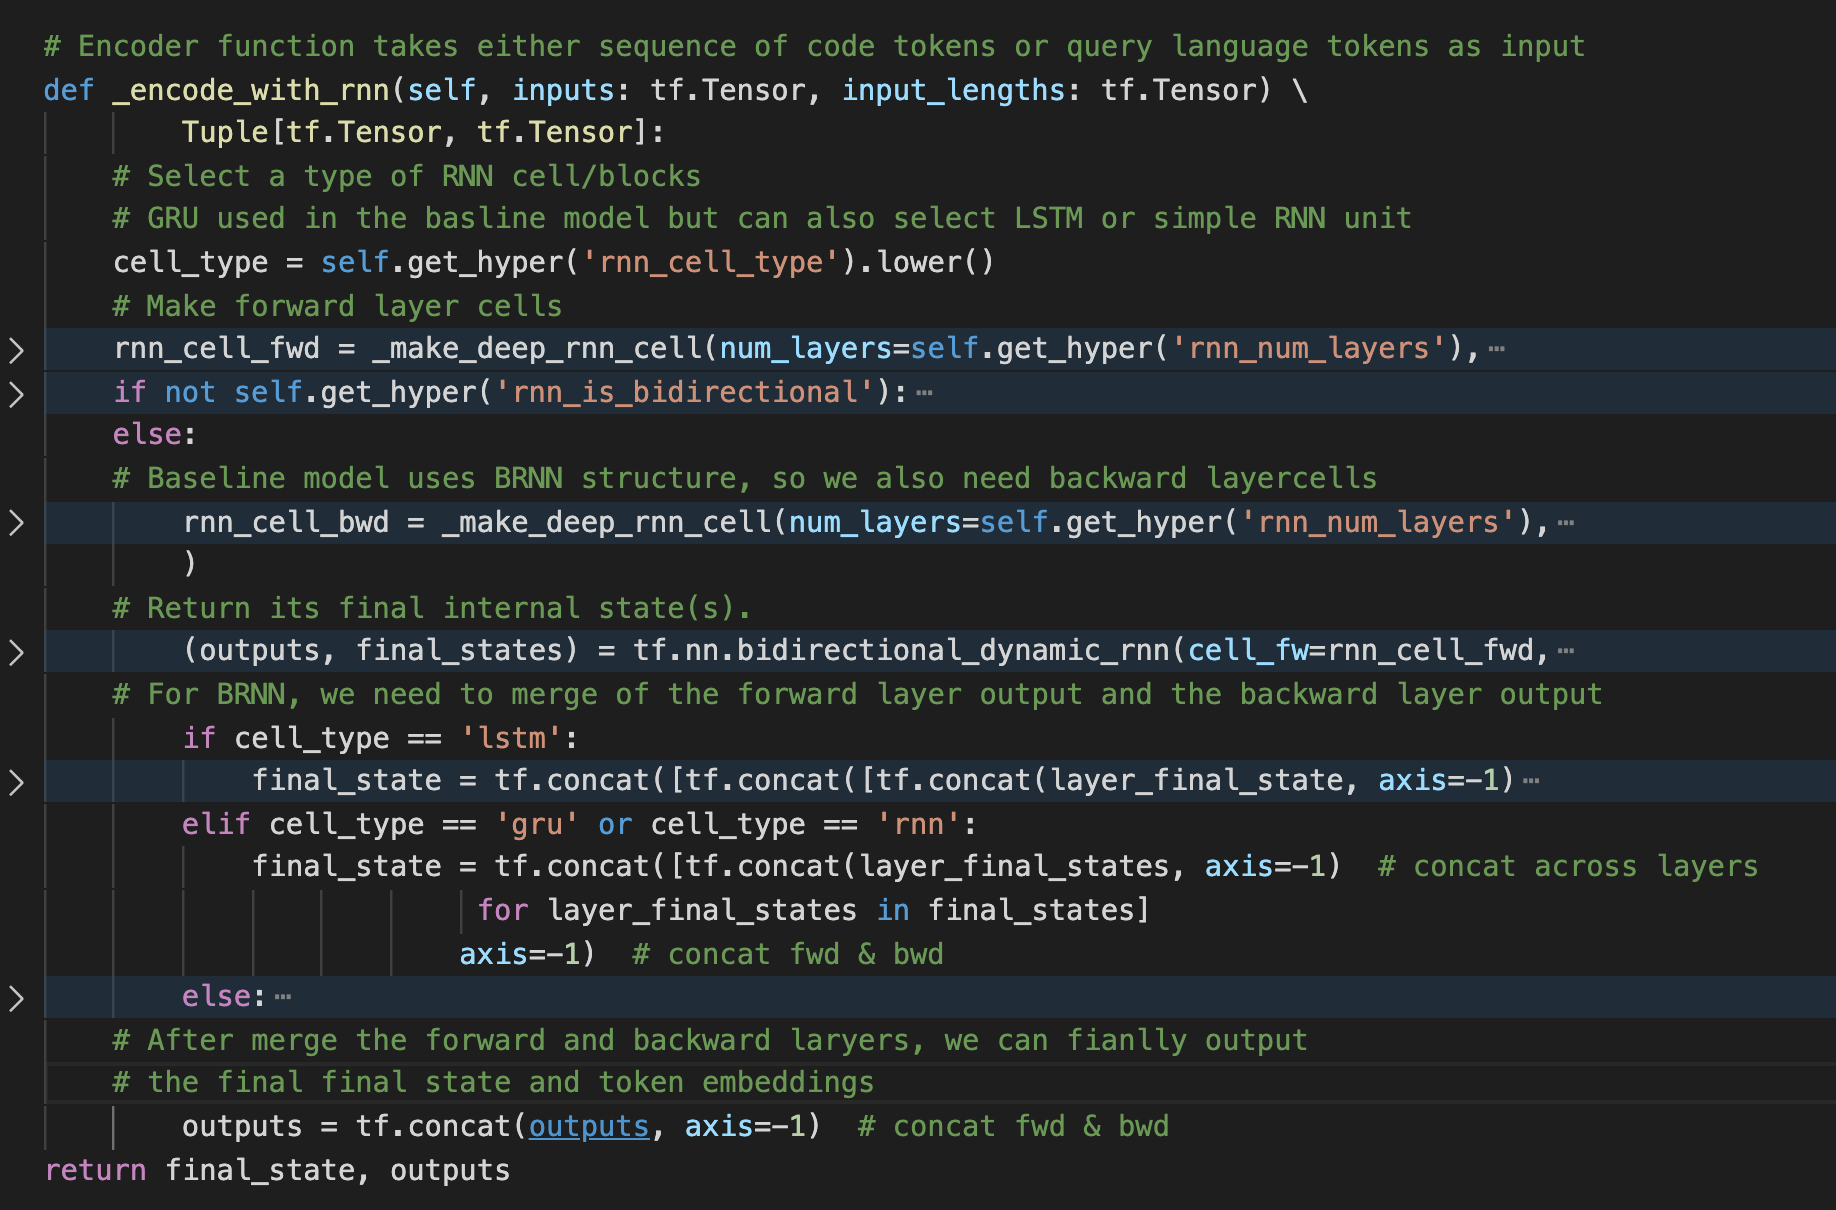 # Encoder function takes either sequence of code tokens or query language tokens as input
def _encode_with_rnn(self, inputs: tf.Tensor, input_lengths: tf.Tensor) \
        Tuple[tf.Tensor, tf.Tensor]:
    # Select a type of RNN cell/blocks
    # GRU used in the basline model but can also select LSTM or simple RNN unit
    cell_type = self.get_hyper('rnn_cell_type').lower()
    # Make forward layer cells
    rnn_cell_fwd = _make_deep_rnn_cell(num_layers=self.get_hyper('rnn_num_layers'),⋯
    if not self.get_hyper('rnn_is_bidirectional'):⋯
    else:
    # Baseline model uses BRNN structure, so we also need backward layercells
        rnn_cell_bwd = _make_deep_rnn_cell(num_layers=self.get_hyper('rnn_num_layers'),⋯
        )
    # Return its final internal state(s).
        (outputs, final_states) = tf.nn.bidirectional_dynamic_rnn(cell_fw=rnn_cell_fwd,⋯
    # For BRNN, we need to merge of the forward layer output and the backward layer output
        if cell_type == 'lstm':
            final_state = tf.concat([tf.concat([tf.concat(layer_final_state, axis=-1)⋯
        elif cell_type == 'gru' or cell_type == 'rnn':
            final_state = tf.concat([tf.concat(layer_final_states, axis=-1)  # concat across layers
                         for layer_final_states in final_states]
                        axis=-1)  # concat fwd & bwd
        else:⋯
    # After merge the forward and backward laryers, we can fianlly output
    # the final final state and token embeddings
        outputs = tf.concat(outputs, axis=-1)  # concat fwd & bwd
return final_state, outputs